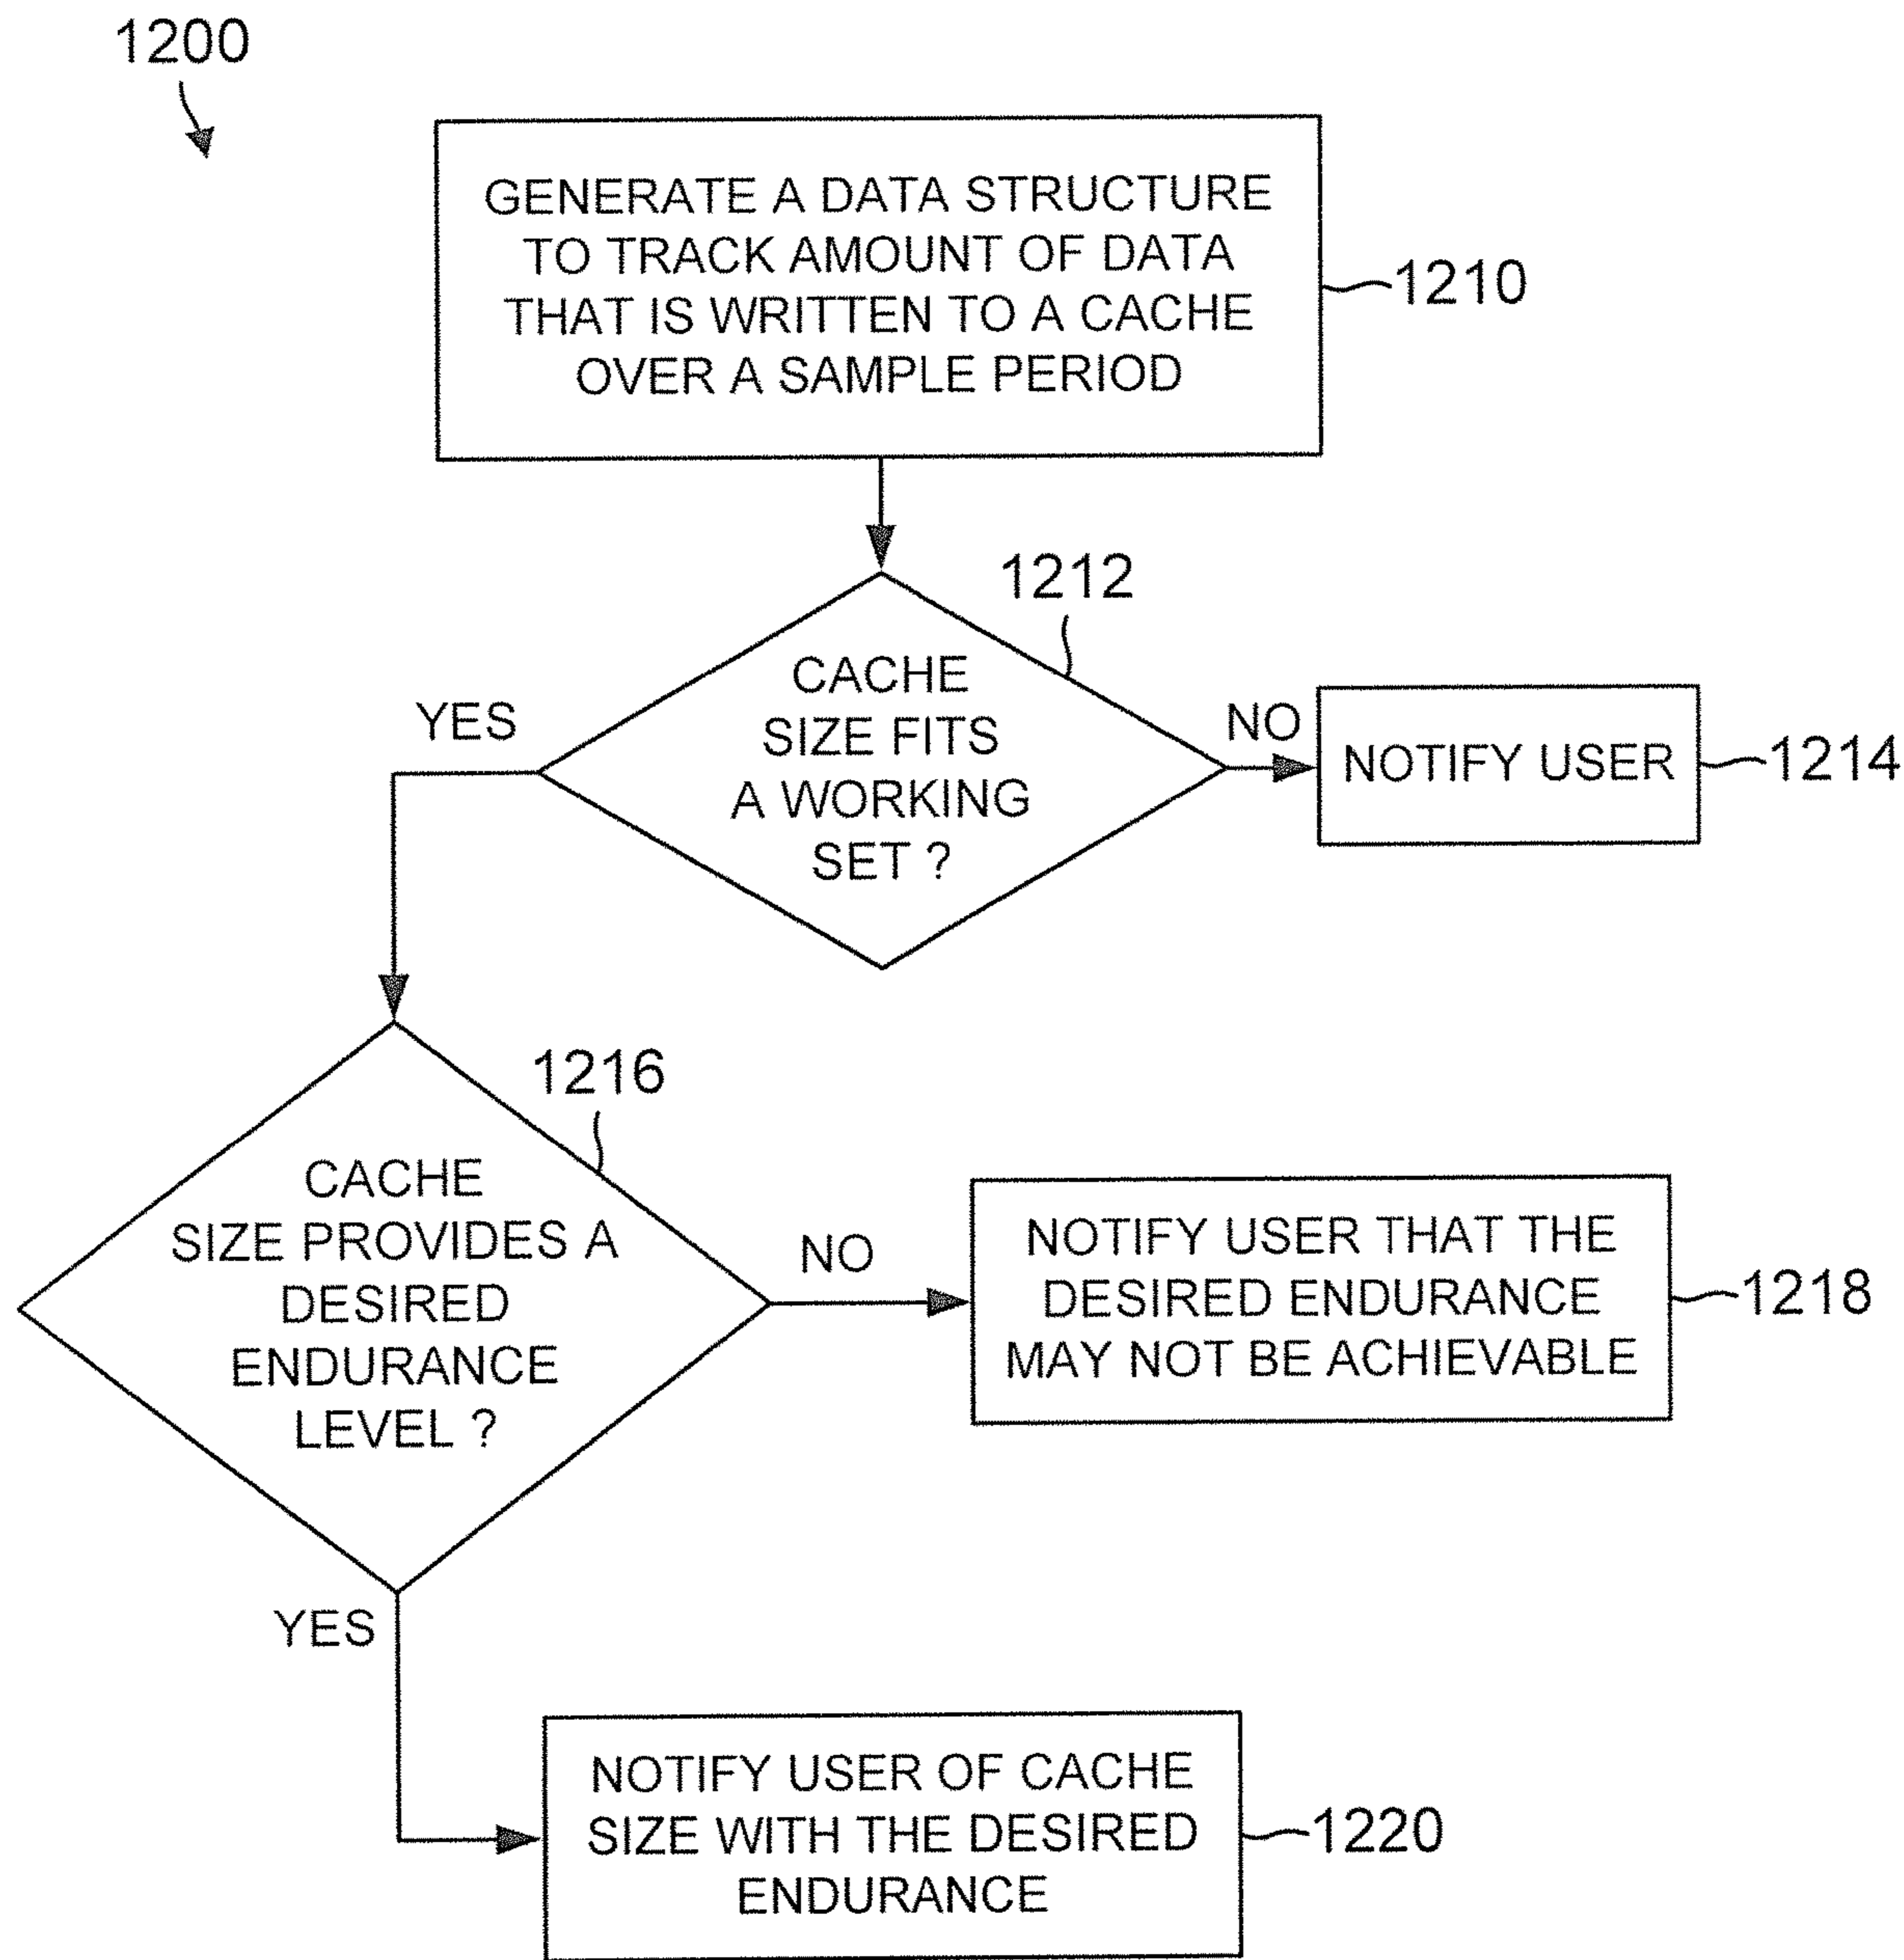 1200
GENERATE A DATA STRUCTURE
TO TRACK AMOUNT OF DATA
THAT IS WRITTEN TO A CACHE
OVER A SAMPLE PERIOD
1210
1212
CACHE
SIZE FITS
A WORKING
SET ?
YES
NO
NOTIFY USER
1214
1216
CACHE
SIZE PROVIDES A
DESIRED
ENDURANCE
LEVEL ?
NO
NOTIFY USER THAT THE
DESIRED ENDURANCE
MAY NOT BE ACHIEVABLE
1218
YES
NOTIFY USER OF CACHE
SIZE WITH THE DESIRED
ENDURANCE
1220